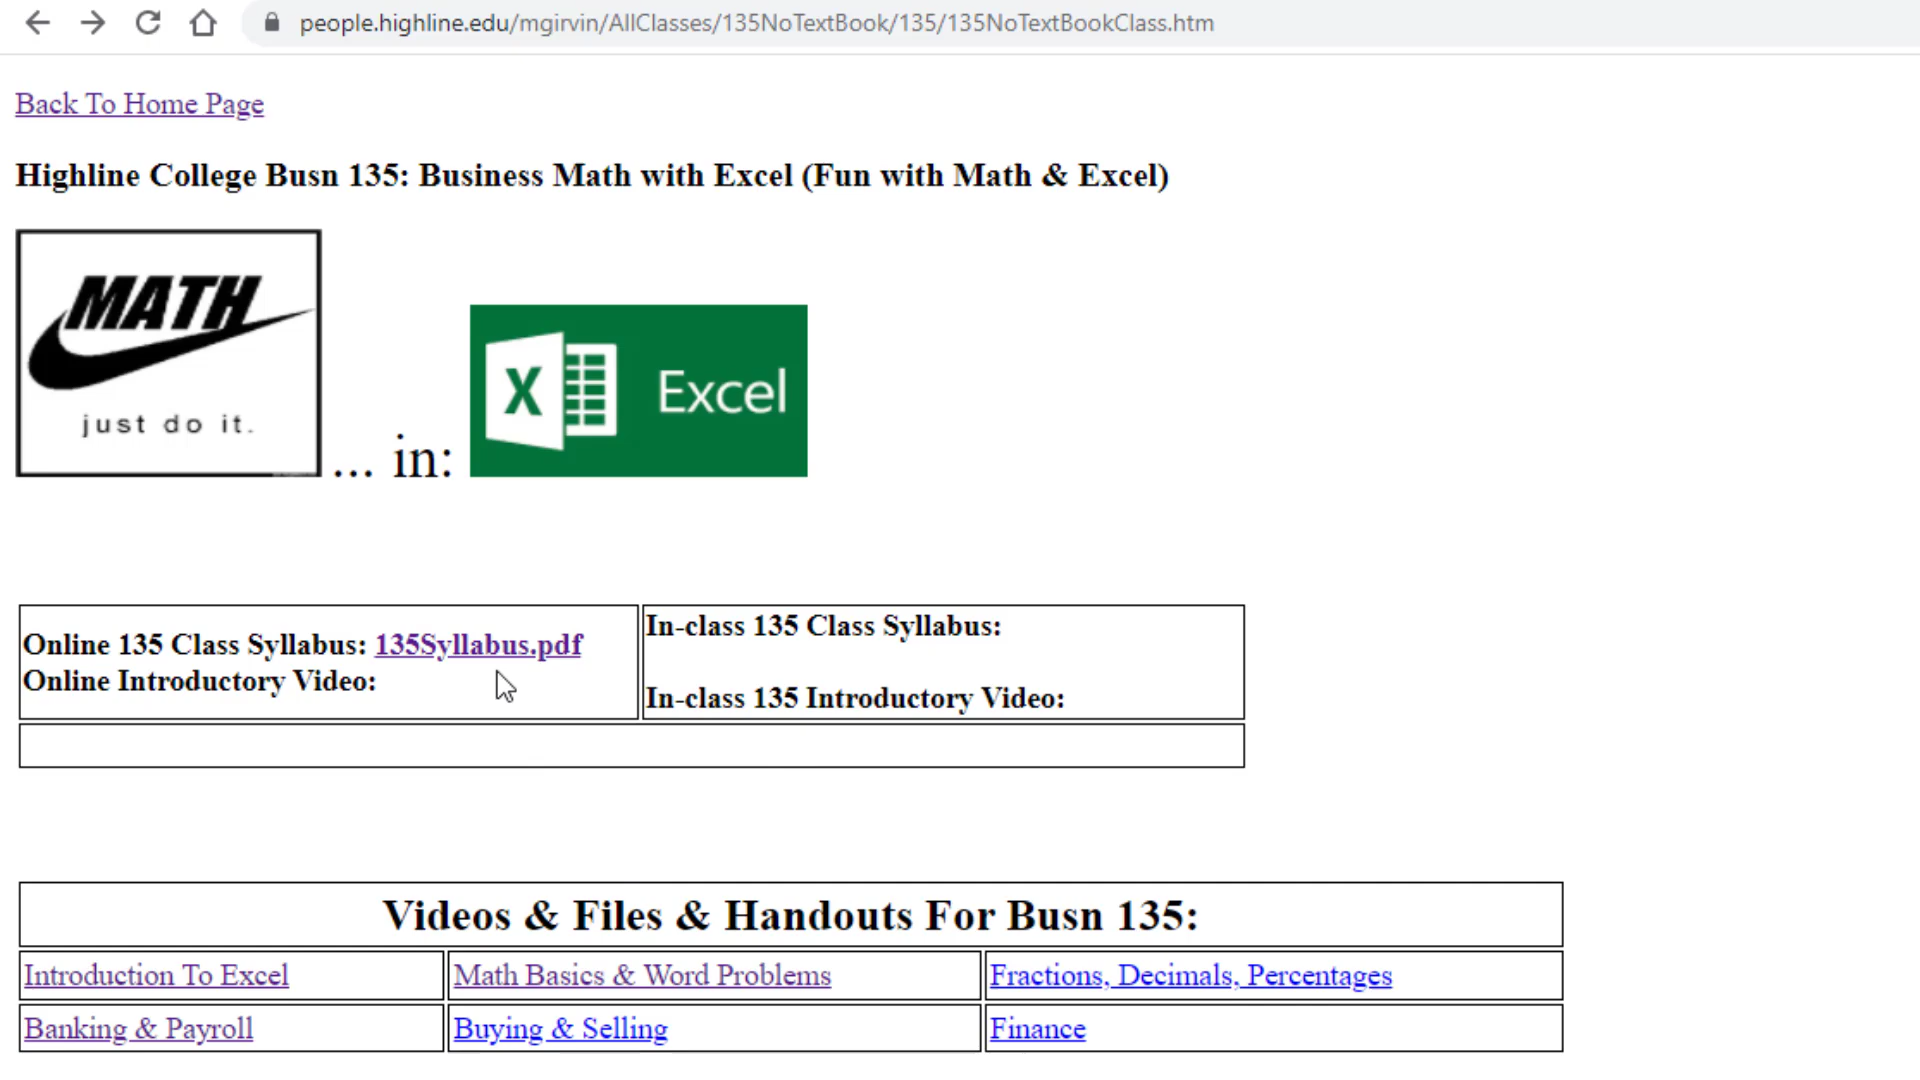 people.highline.edu/mgirvin/AllClasses/135NoTextBook/135/135NoTextBookClass.htm
Back To Home Page
Highline College Busn 135: Business Math with Excel (Fun with Math & Excel)
MATH
just do it.
... in:
X Excel
Online 135 Class Syllabus: 135Syllabus.pdf
Online Introductory Video:
In-class 135 Class Syllabus:
In-class 135 Introductory Video:
Videos & Files & Handouts For Busn 135:
Introduction To Excel
Math Basics & Word Problems
Fractions, Decimals, Percentages
Banking & Payroll
Buying & Selling
Finance